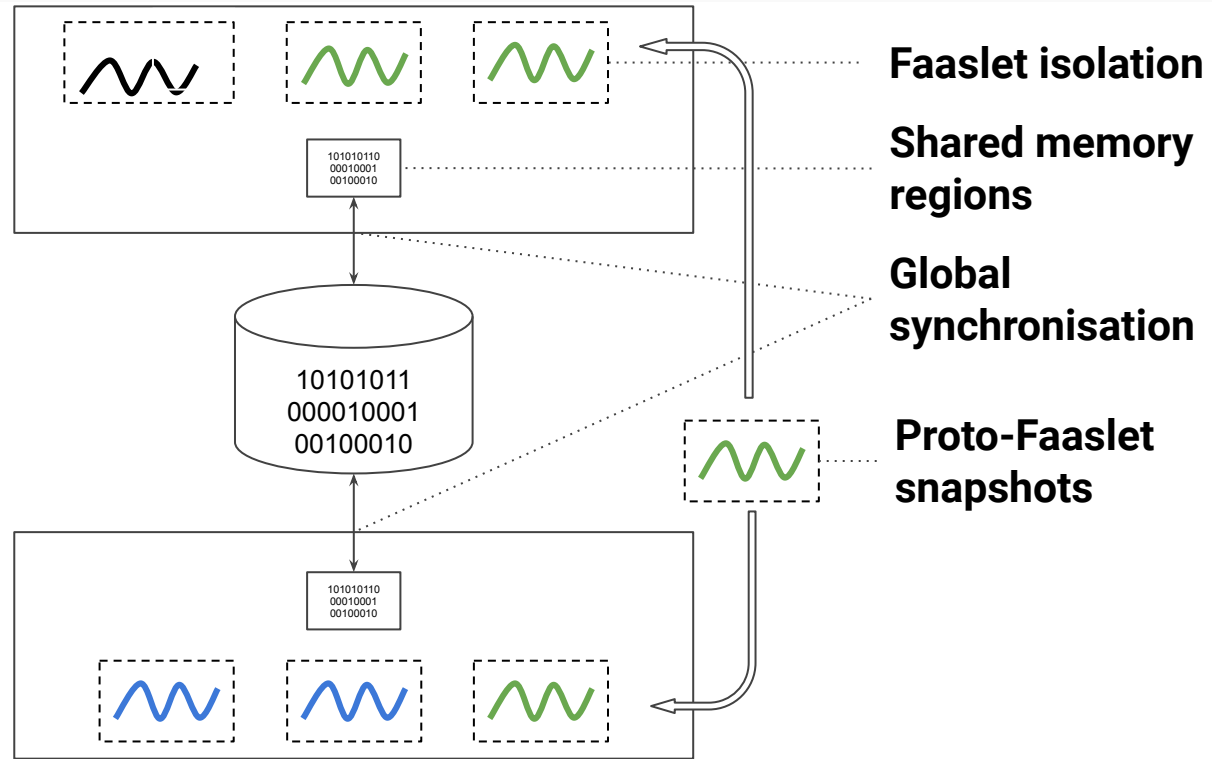 Faaslet isolation
101010110
00010001
00100010
Shared memory
regions
Global
synchronisation
10101011
000010001
00100010
Proto-Faaslet
snapshots
101010110
00010001
00100010